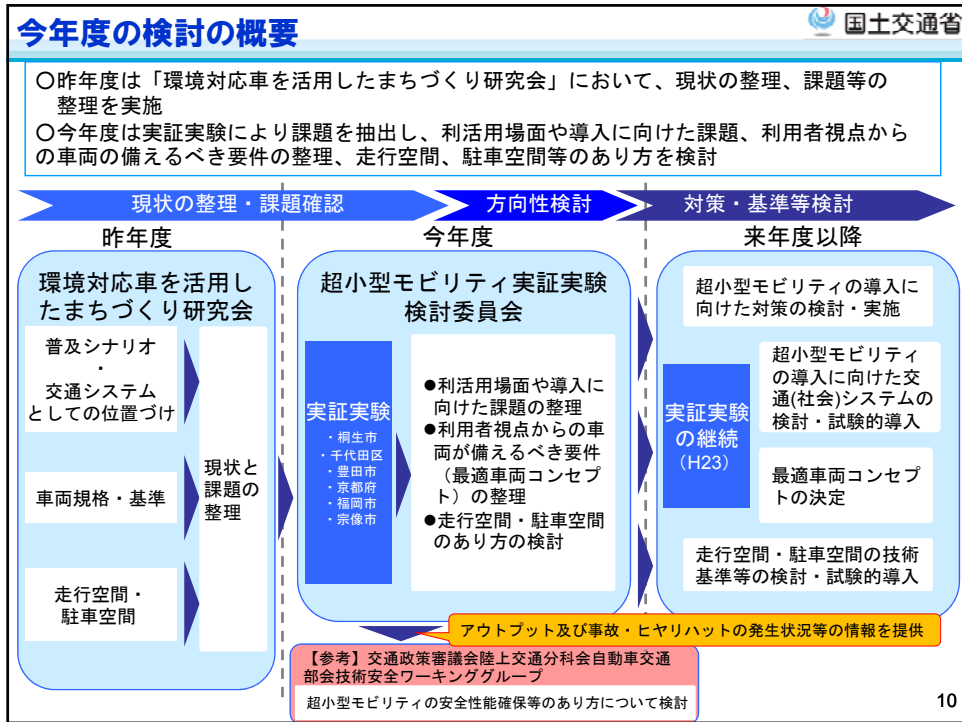 今年度の検討の概要
国土交通省
○昨年度は「環境対応車を活用したまちづくり研究会」において、現状の整理、課題等の
整理を実施
○今年度は実証実験により課題を抽出し、利活用場面や導入に向けた課題、利用者視点から
の車両の備えるべき要件の整理、走行空間、駐車空間等のあり方を検討
現状の整理・課題確認
方向性検討
対策・基準等検討
昨年度
今年度
来年度以降
環境対応車を活用し
たまちづくり研究会
普及シナリオ
・
交通システム
としての位置づけ
車両規格・基準
走行空間・
駐車空間
現状と
課題の
整理
超小型モビリティ実証実験
検討委員会
実証実験
・桐生市
・千代田区
・豊田市
・京都府
・福岡市
・宗像市
●利活用場面や導入に
向けた課題の整理
●利用者視点からの車
両が備えるべき要件
（最適車両コンセプ
ト）の整理
●走行空間・駐車空間
のあり方の検討
超小型モビリティの導入に
向けた対策の検討・実施
実証実験
の継続
（H23）
超小型モビリティ
の導入に向けた交
通(社会)システムの
検討・試験的導入
最適車両コンセプ
トの決定
走行空間・駐車空間の技術
基準等の検討・試験的導入
アウトプット及び事故・ヒヤリハットの発生状況等の情報を提供
【参考】交通政策審議会陸上交通分科会自動車交通
部会技術安全ワーキンググループ
超小型モビリティの安全性能確保等のあり方について検討
10